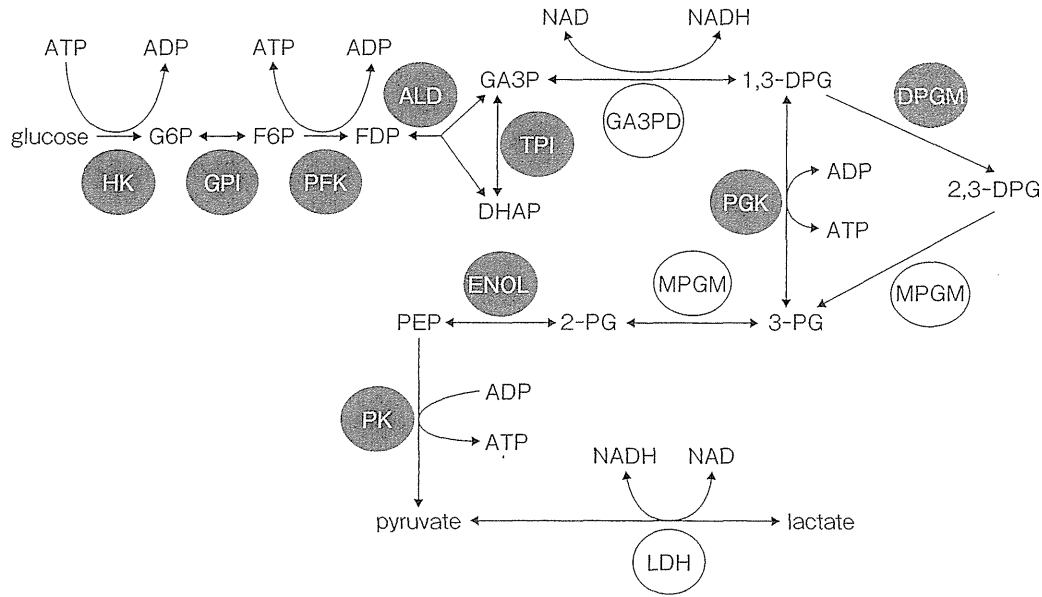 NAD NADH
ATP ADP ATP ADP
ALD GA3P 1,3-DPG DPGM
GA3PD
glucose G6P F6P FDP TPI
HK GPI PFK
ADP
PGK 2,3-DPG
DHAP
ATP
ENOL MPGM MPGM
PEP 2-PG 3-PG
ADP
PK
ATP
NADH NAD
pyruvate lactate
LDH